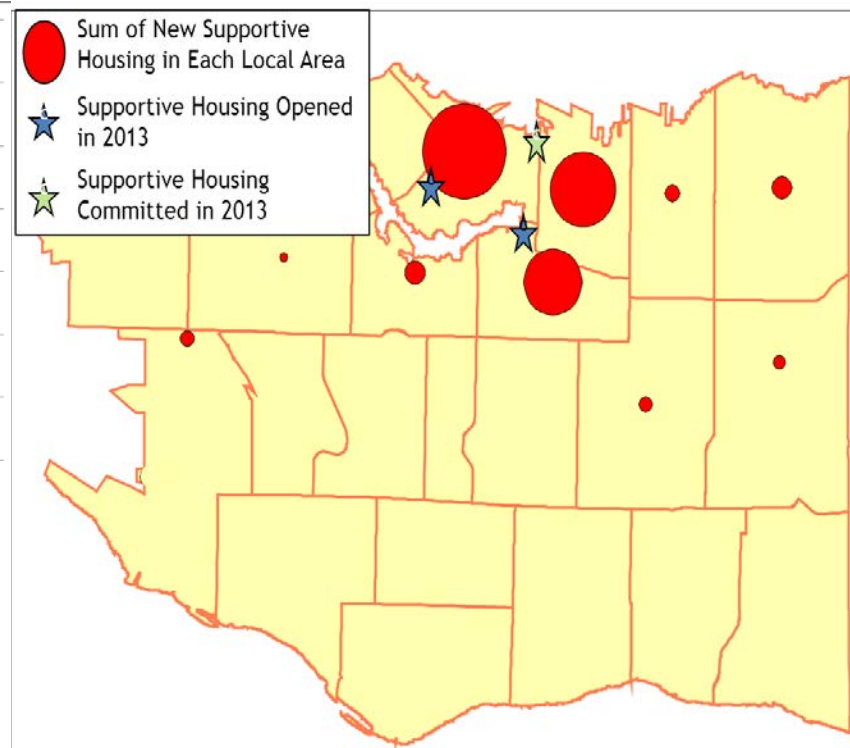 Sum of New Supportive
Housing in Each Local Area
Supportive Housing Opened
in 2013
Supportive Housing
Committed in 2013